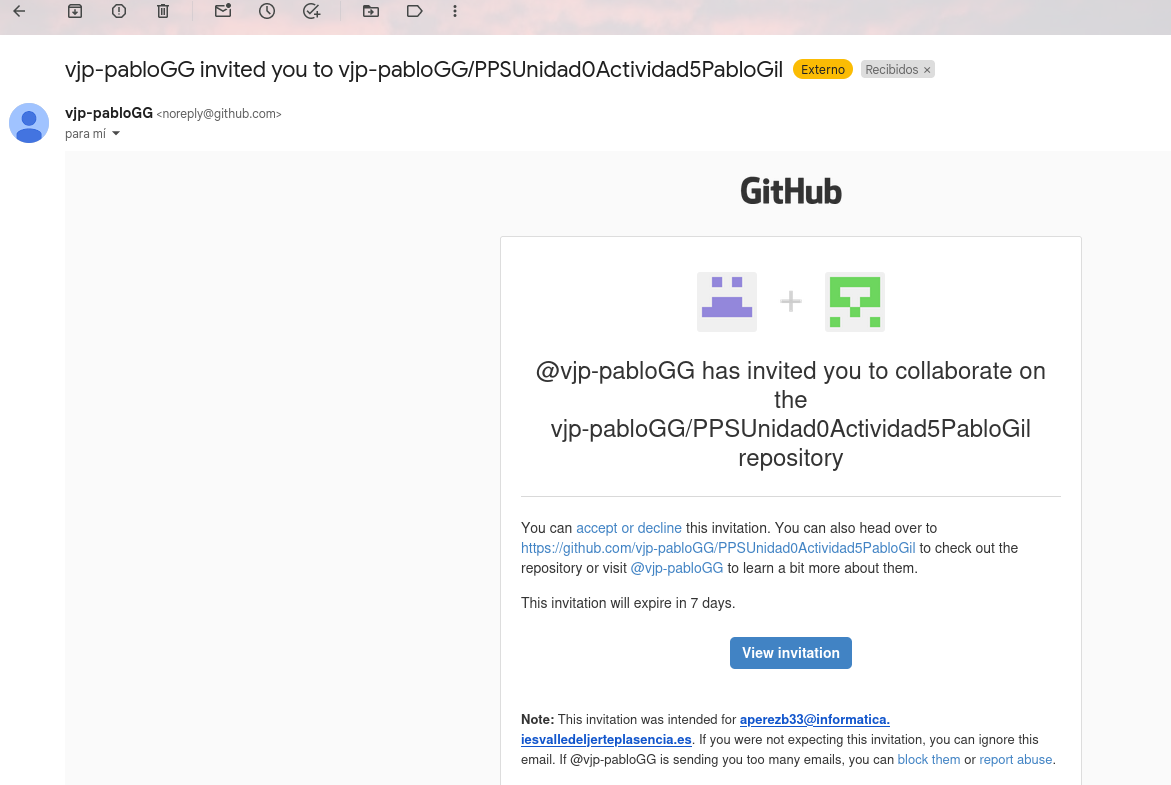 vjp-pabloGG invited you to vjp-pabloGG/PPSUnidad0Actividad5PabloGil Externo Recibidos ×
vjp-pabloGG <noreply@github.com>
para mí
GitHub
@vjp-pabloGG has invited you to collaborate on
the
vjp-pabloGG/PPSUnidad0Actividad5PabloGil
repository
You can accept or decline this invitation. You can also head over to
https://github.com/vjp-pabloGG/PPSUnidad0Actividad5PabloGil to check out the
repository or visit @vjp-pabloGG to learn a bit more about them.
This invitation will expire in 7 days.
View invitation
Note: This invitation was intended for aperezb33@informatica.
iesvalledeljerteplasencia.es. If you were not expecting this invitation, you can ignore this
email. If @vjp-pabloGG is sending you too many emails, you can block them or report abuse.